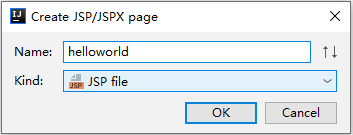 Create JSP/JSPX page
Name: helloworld
Kind: JSP file
OK Cancel